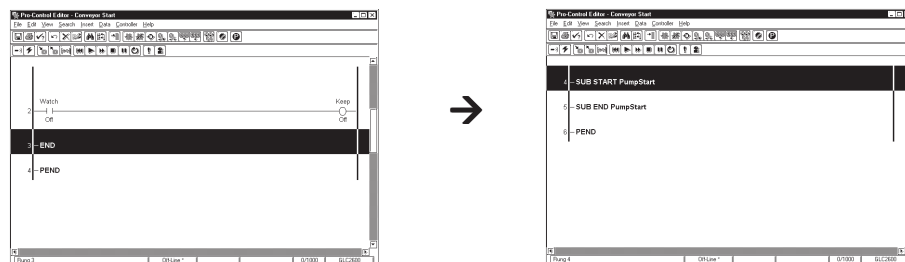 Pro-Control Editor - Conveyor Start
File Edit View Search Insert Data Controller Help
Watch Keep
2
Off Off
3 END
4 PEND
Rung 3 Off-Line * 0/1000 GLC2600
Pro-Control Editor - Conveyor Start
File Edit View Search Insert Data Controller Help
4 SUB START PumpStart
5 SUB END PumpStart
6 PEND
Rung 4 Off-Line * 0/1000 GLC2600